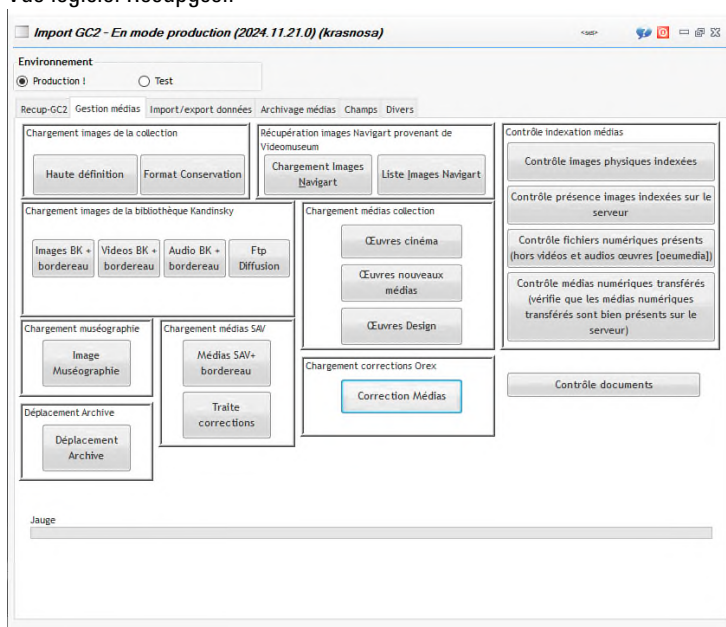 Import GC2 - En mode production (2024.11.21.0) (krasnosa)
Environnement
Production !
Test
Recup-GC2
Gestion médias
Import/export données
Archivage médias
Champs
Divers
Chargement images de la collection
Haute définition
Format Conservation
Récupération images Navigart provenant de
Videomuseum
Chargement Images
Navigart
Liste Images Navigart
Contrôle indexation médias
Contrôle images physiques indexées
Contrôle présence images indexées sur le
serveur
Contrôle fichiers numériques présents
(hors vidéos et audios œuvres [oeumedia])
Contrôle médias numériques transférés
(vérifie que les médias numériques
transférés sont bien présents sur le
serveur)
Chargement images de la bibliothèque Kandinsky
Images BK +
bordereau
Videos BK +
bordereau
Audio BK +
bordereau
Ftp
Diffusion
Chargement médias collection
Œuvres cinéma
Œuvres nouveaux
médias
Œuvres Design
Chargement muséographie
Image
Muséographie
Chargement médias SAV
Médias SAV+
bordereau
Traite
corrections
Chargement corrections Orex
Correction Médias
Contrôle documents
Déplacement Archive
Déplacement
Archive
Jauge